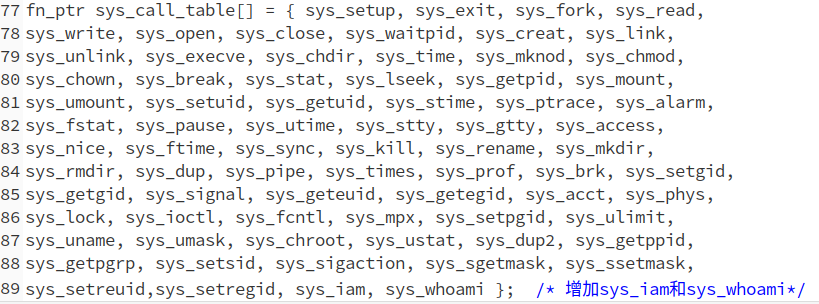 77 fn_ptr sys_call_table[] = { sys_setup, sys_exit, sys_fork, sys_read,
78 sys_write, sys_open, sys_close, sys_waitpid, sys_creat, sys_link,
79 sys_unlink, sys_execve, sys_chdir, sys_time, sys_mknod, sys_chmod,
80 sys_chown, sys_break, sys_stat, sys_lseek, sys_getpid, sys_mount,
81 sys_umount, sys_setuid, sys_getuid, sys_stime, sys_ptrace, sys_alarm,
82 sys_fstat, sys_pause, sys_utime, sys_stty, sys_gtty, sys_access,
83 sys_nice, sys_ftime, sys_sync, sys_kill, sys_rename, sys_mkdir,
84 sys_rmdir, sys_dup, sys_pipe, sys_times, sys_prof, sys_brk, sys_setgid,
85 sys_getgid, sys_signal, sys_geteuid, sys_getegid, sys_acct, sys_phys,
86 sys_lock, sys_ioctl, sys_fcntl, sys_mpx, sys_setpgid, sys_ulimit,
87 sys_uname, sys_umask, sys_chroot, sys_ustat, sys_dup2, sys_getppid,
88 sys_getpgrp, sys_setsid, sys_sigaction, sys_sgetmask, sys_ssetmask,
89 sys_setreuid,sys_setregid, sys_iam, sys_whoami };  /* 增加sys_iam和sys_whoami*/